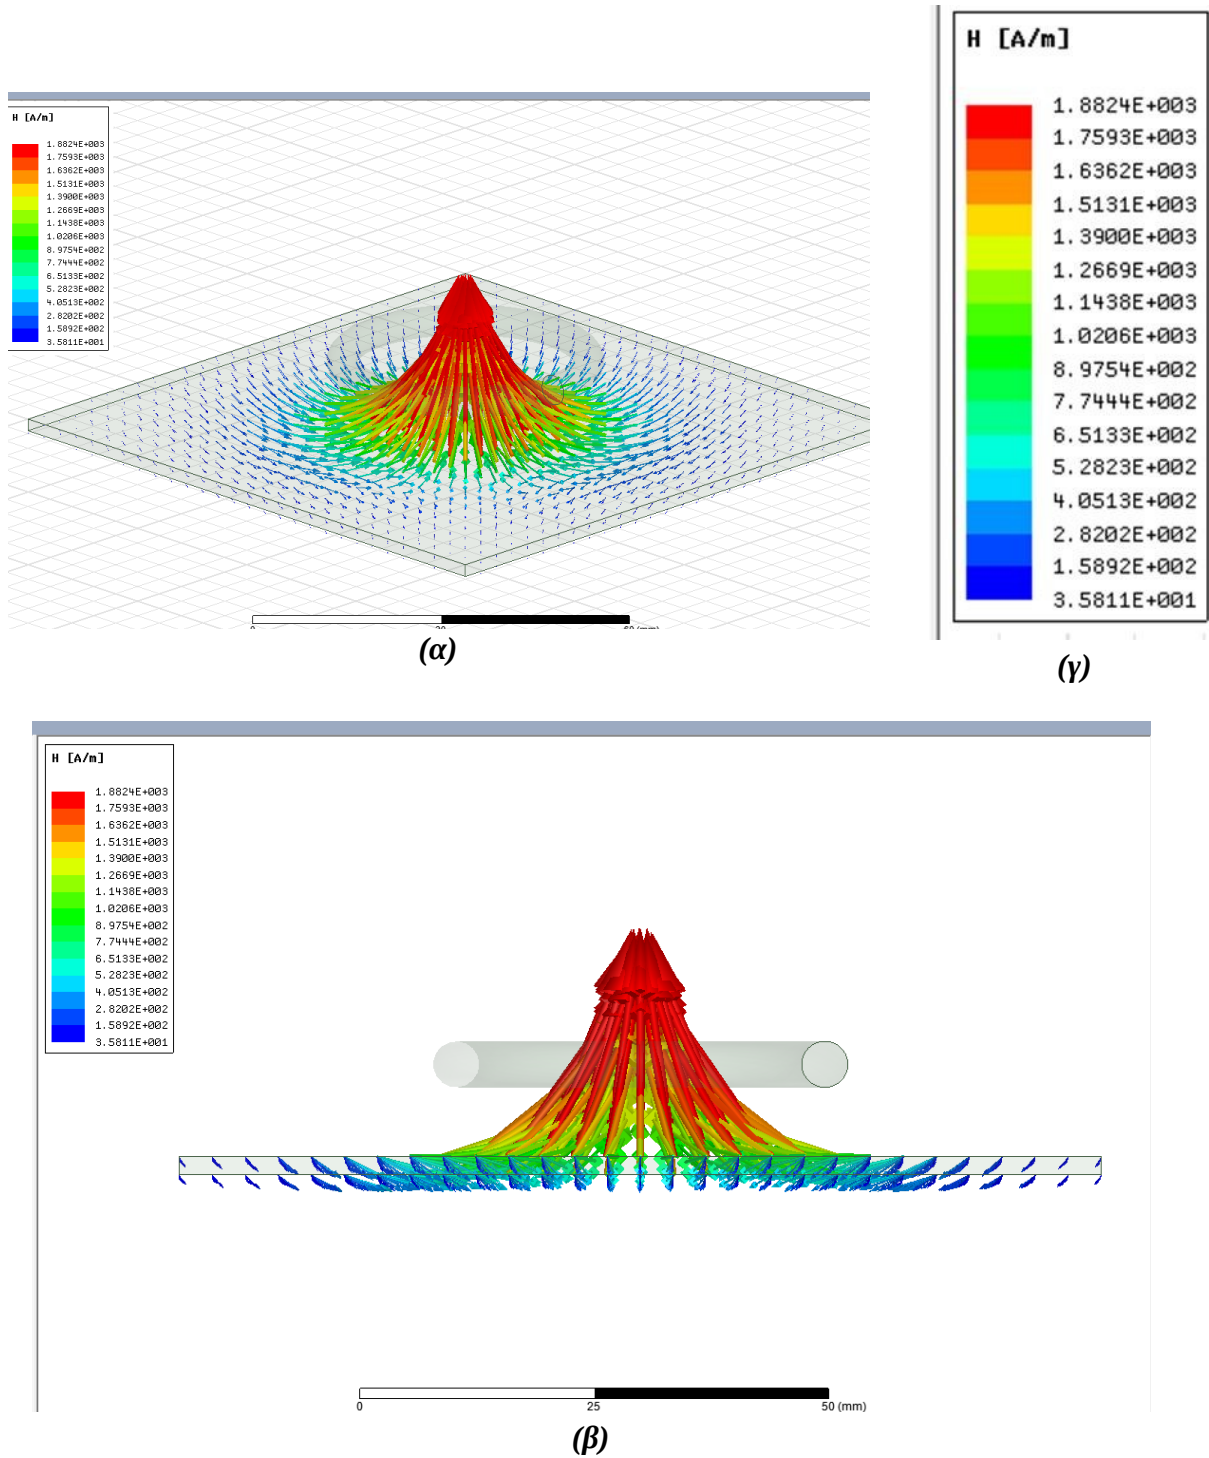 H [A/m]
1.8824E+003
1.7593E+003
1.6362E+003
1.5131E+003
1.3900E+003
1.2669E+003
1.1438E+003
1.0206E+003
8.9754E+002
7.7444E+002
6.5133E+002
5.2823E+002
4.0513E+002
2.8202E+002
1.5892E+002
3.5811E+001
(α)
H [A/m]
1.8824E+003
1.7593E+003
1.6362E+003
1.5131E+003
1.3900E+003
1.2669E+003
1.1438E+003
1.0206E+003
8.9754E+002
7.7444E+002
6.5133E+002
5.2823E+002
4.0513E+002
2.8202E+002
1.5892E+002
3.5811E+001
(γ)
H [A/m]
1.8824E+003
1.7593E+003
1.6362E+003
1.5131E+003
1.3900E+003
1.2669E+003
1.1438E+003
1.0206E+003
8.9754E+002
7.7444E+002
6.5133E+002
5.2823E+002
4.0513E+002
2.8202E+002
1.5892E+002
3.5811E+001
0 25 50 (mm)
(β)